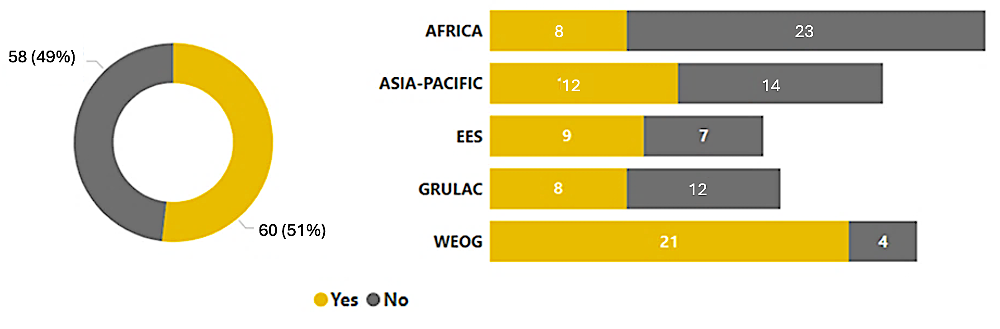 58 (49%)
60 (51%)
AFRICA 8 23
ASIA-PACIFIC 12 14
EES 9 7
GRULAC 8 12
WEOG 21 4
Yes No